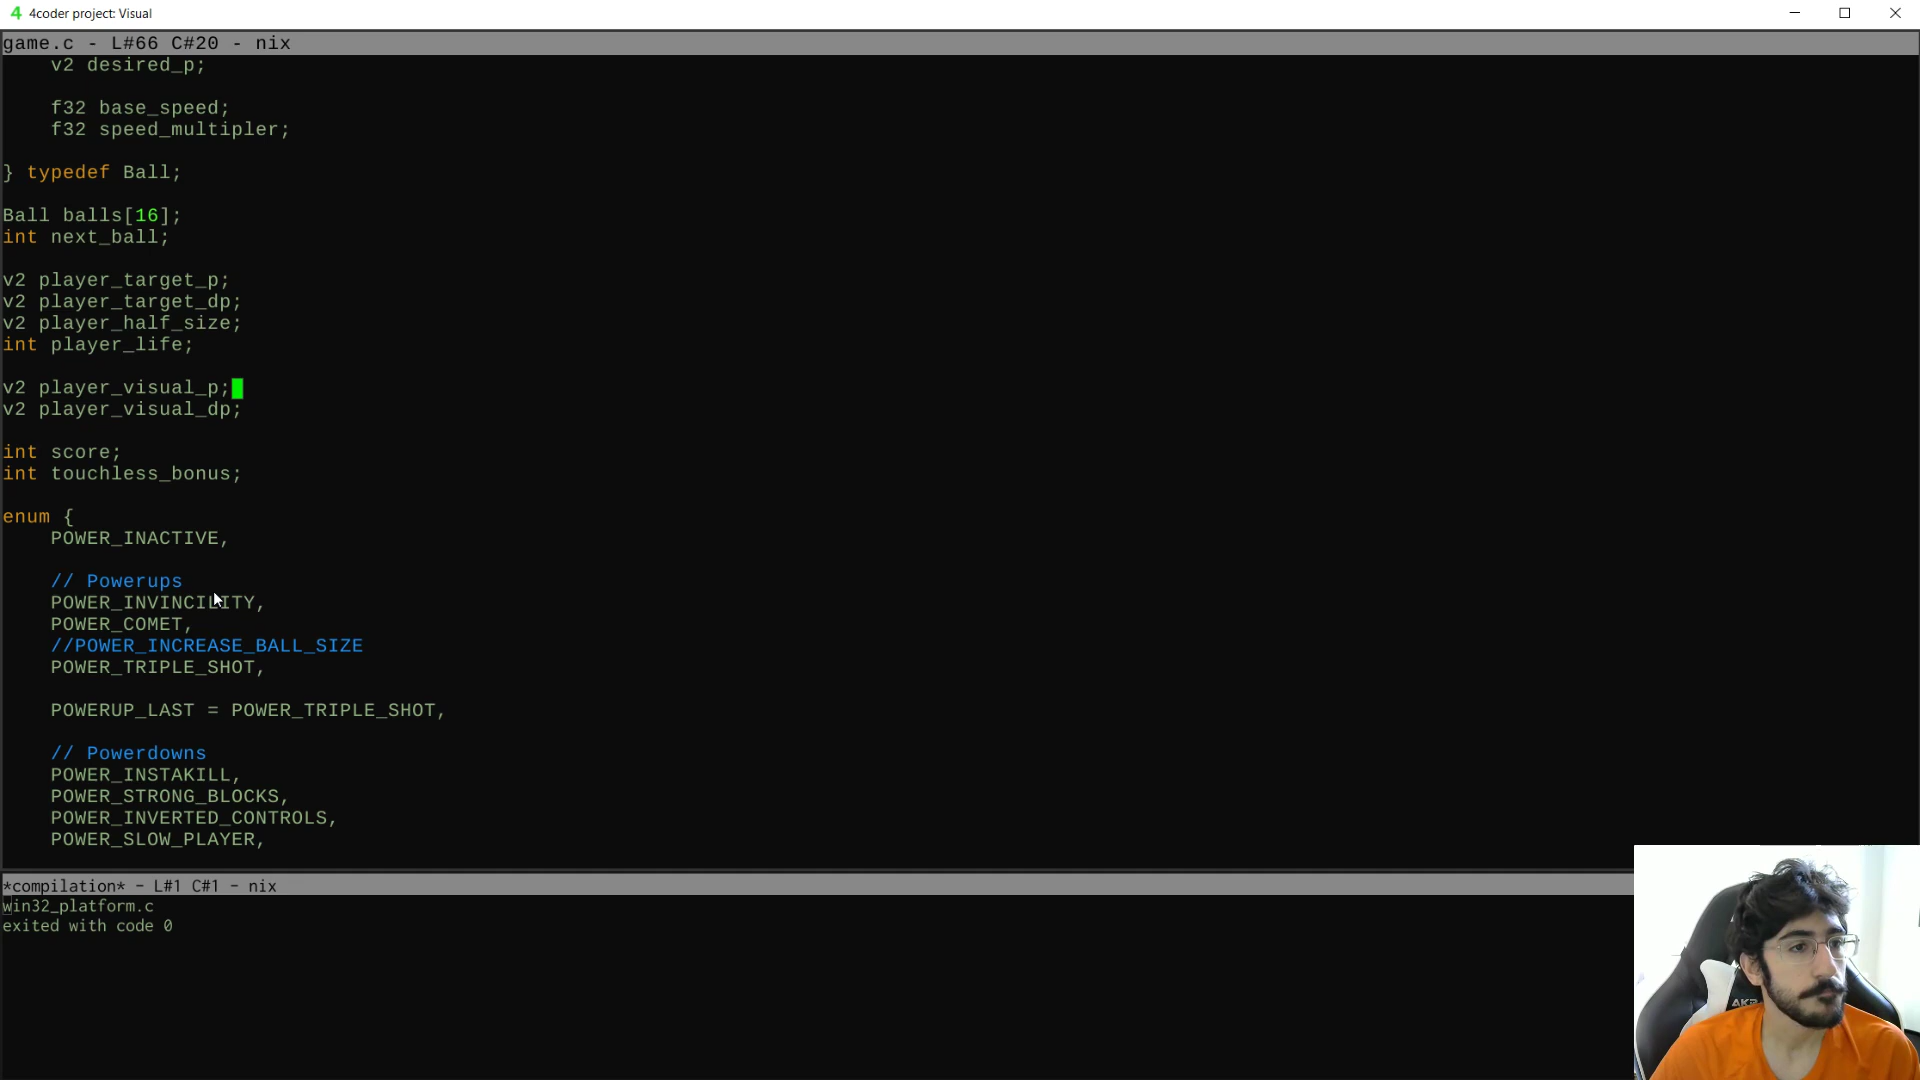 4 4coder project: Visual
game.c - L#66 C#20 - nix
v2 desired_p;
f32 base_speed;
f32 speed_multipler;
} typedef Ball;
Ball balls[16];
int next_ball;
v2 player_target_p;
v2 player_target_dp;
v2 player_half_size;
int player_life;
v2 player_visual_p;
v2 player_visual_dp;
int score;
int touchless_bonus;
enum {
POWER_INACTIVE,
// Powerups
POWER_INVINCILITY,
POWER_COMET,
//POWER_INCREASE_BALL_SIZE
POWER_TRIPLE_SHOT,
POWERUP_LAST = POWER_TRIPLE_SHOT,
// Powerdowns
POWER_INSTAKILL,
POWER_STRONG_BLOCKS,
POWER_INVERTED_CONTROLS,
POWER_SLOW_PLAYER,
*compilation* - L#1 C#1 - nix
win32_platform.c
exited with code 0